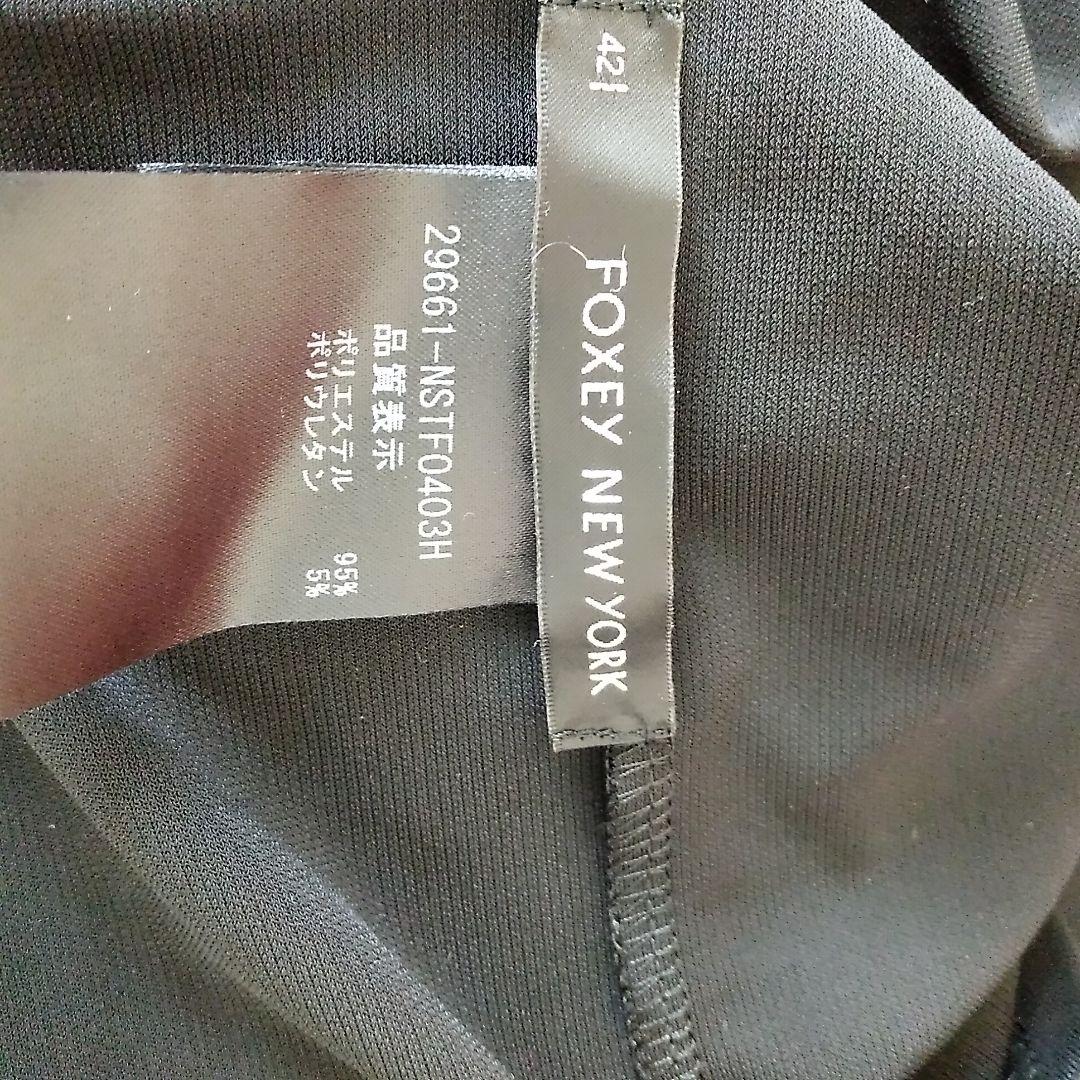 FOXEY NEW YORK
42
29661-NSTF0403H
品質表示
ポリエステル 95%
ポリウレタン 5%